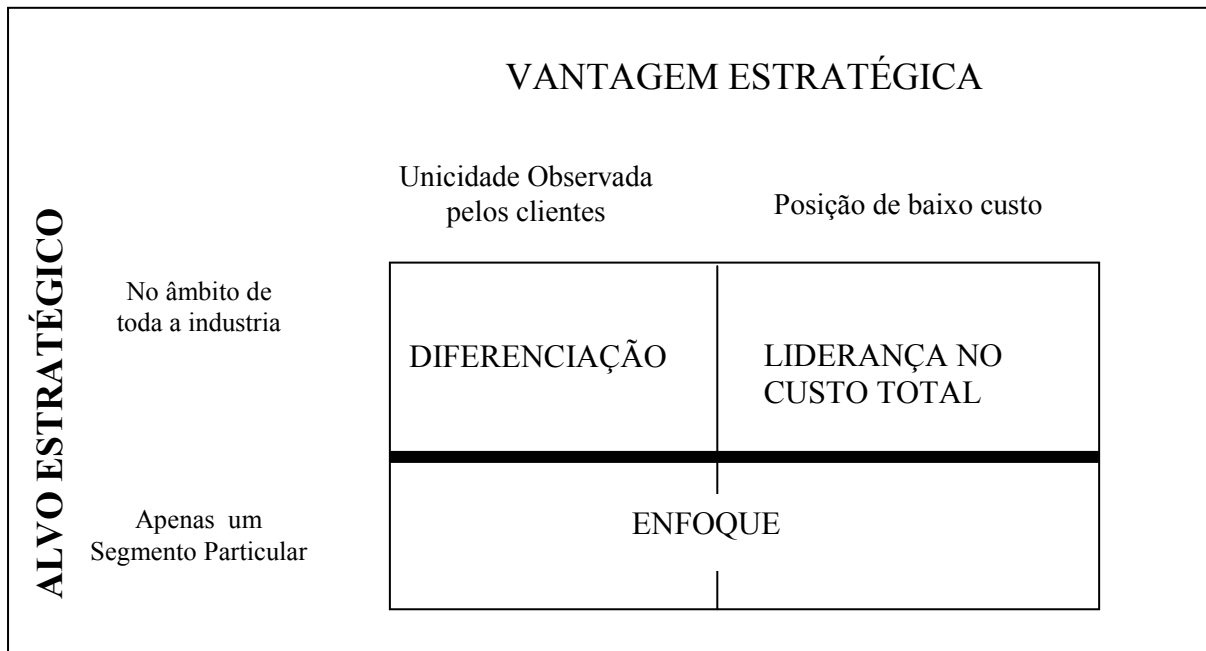 VANTAGEM ESTRATÉGICA
Unicidade Observada
pelos clientes
Posição de baixo custo
ALVO ESTRATÉGICO
No âmbito de
toda a industria
DIFERENCIAÇÃO
LIDERANÇA NO
CUSTO TOTAL
Apenas um
Segmento Particular
ENFOQUE